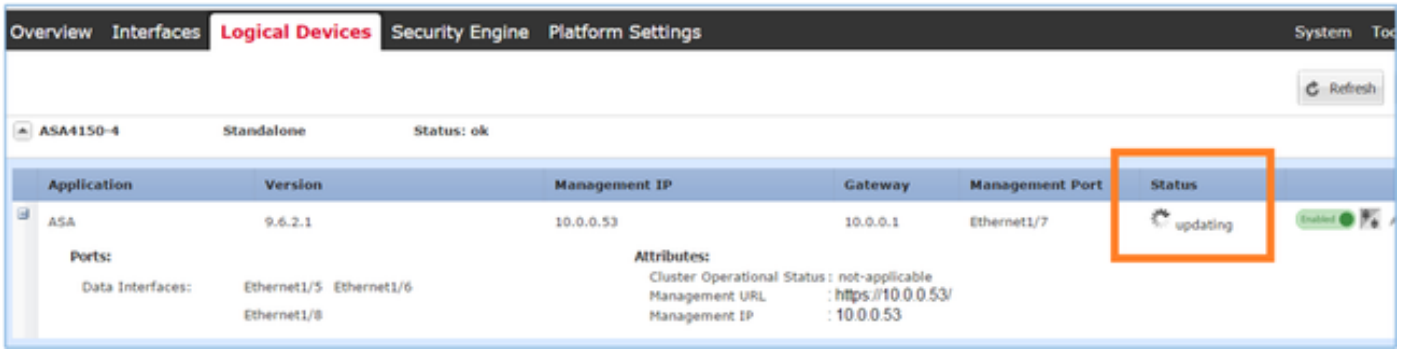 Overview Interfaces Logical Devices Security Engine Platform Settings System
Refresh
ASA4150-4 Standalone Status: ok
Application Version Management IP Gateway Management Port Status
ASA 9.6.2.1 10.0.0.53 10.0.0.1 Ethernet1/7 updating Enabled
Ports: Attributes:
Cluster Operational Status : not-applicable
Data Interfaces: Ethernet1/5 Ethernet1/6 Management URL : https://10.0.0.53/
Ethernet1/8 Management IP : 10.0.0.53